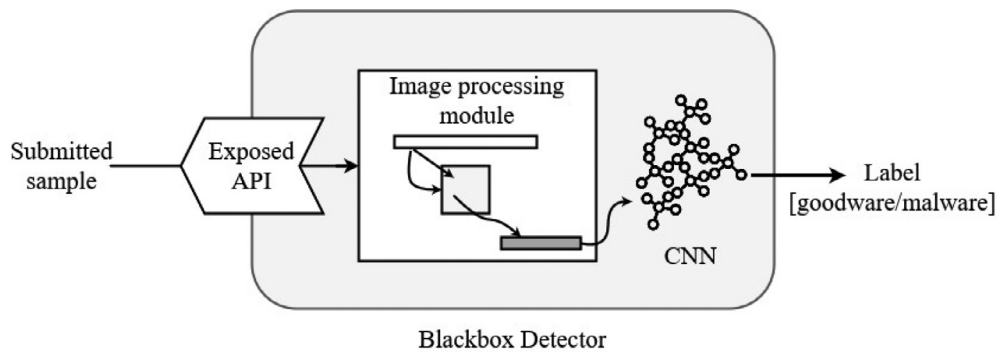 Submitted
sample
Exposed
API
Image processing
module
CNN
Label
[goodware/malware]
Blackbox Detector